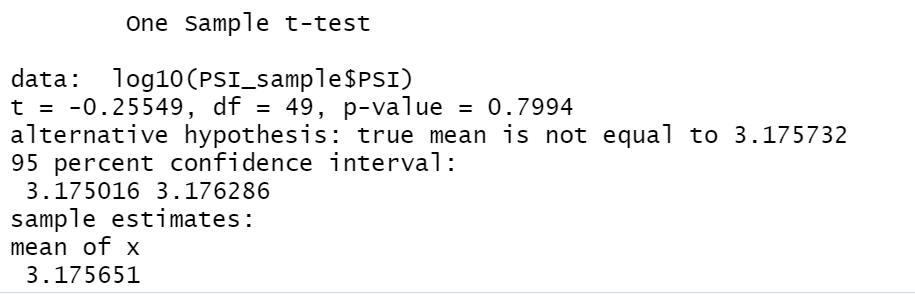 One Sample t-test
data:  log10(PSI_sample$PSI)
t = -0.25549, df = 49, p-value = 0.7994
alternative hypothesis: true mean is not equal to 3.175732
95 percent confidence interval:
3.175016 3.176286
sample estimates:
mean of x
3.175651